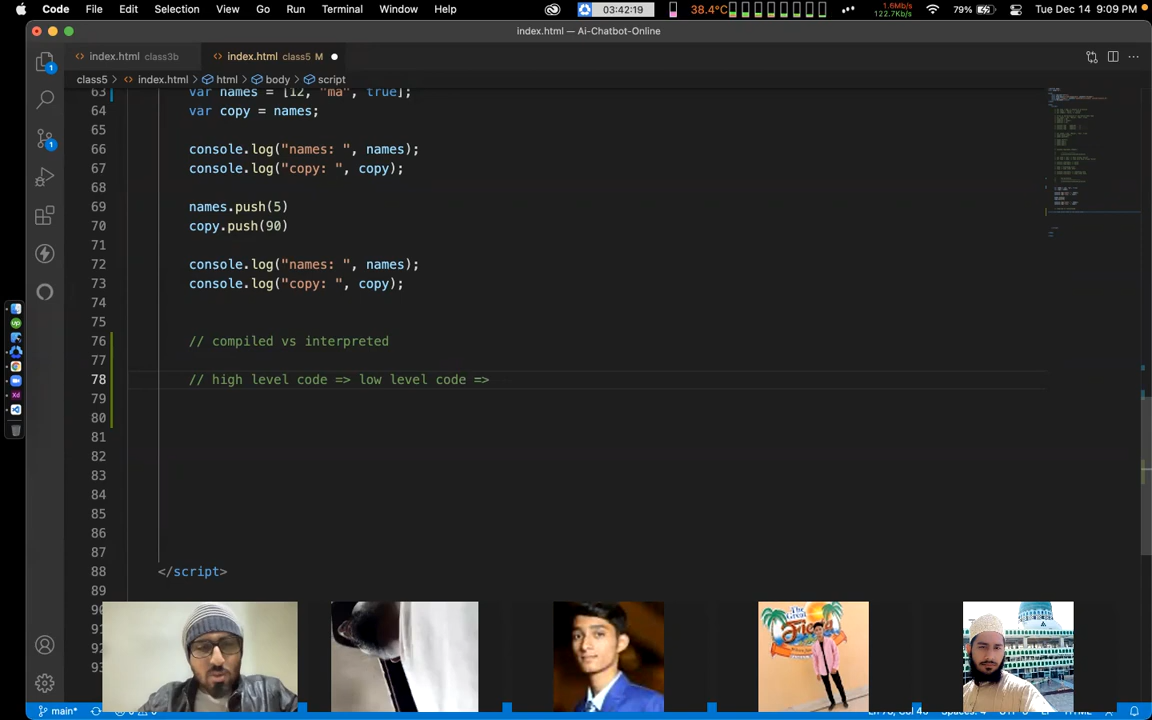 Code File Edit Selection View Go Run Terminal Window Help 03:42:19 38.4°C 1.6Mb/s 122.7Kb/s 79% Tue Dec 14 9:09 PM
index.html — Ai-Chatbot-Online
index.html class3b index.html class5 M
class5 > index.html > html > body > script
63 var names = [12, "ma", true];
64 var copy = names;
65
66 console.log("names: ", names);
67 console.log("copy: ", copy);
68
69 names.push(5)
70 copy.push(90)
71
72 console.log("names: ", names);
73 console.log("copy: ", copy);
74
75
76 // compiled vs interpreted
77
78 // high level code => low level code =>
79
80
81
82
83
84
85
86
87
88 </script>
89
The Great Fiesta
main*